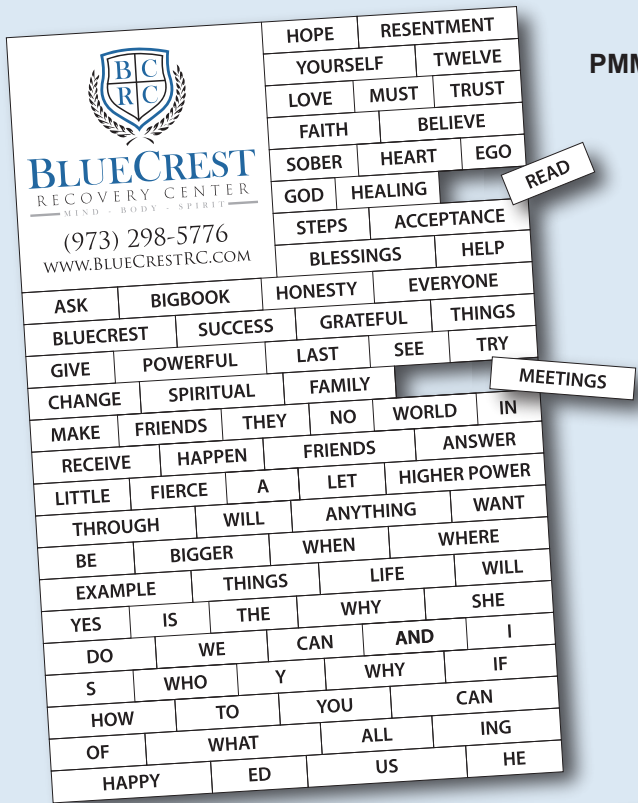 HOPE RESENTMENT
YOURSELF TWELVE
LOVE MUST TRUST
FAITH BELIEVE
SOBER HEART EGO
GOD HEALING READ
STEPS ACCEPTANCE
BLESSINGS HELP
B C
R C
BLUECREST
RECOVERY CENTER
MIND · BODY · SPIRIT
(973) 298-5776
WWW.BLUECRESTRC.COM
PMM
ASK BIGBOOK HONESTY EVERYONE
BLUECREST SUCCESS GRATEFUL THINGS
GIVE POWERFUL LAST SEE TRY
CHANGE SPIRITUAL FAMILY MEETINGS
MAKE FRIENDS THEY NO WORLD IN
RECEIVE HAPPEN FRIENDS ANSWER
LITTLE FIERCE A LET HIGHER POWER
THROUGH WILL ANYTHING WANT
BE BIGGER WHEN WHERE
EXAMPLE THINGS LIFE WILL
YES IS THE WHY SHE
DO WE CAN AND I
S WHO Y WHY IF
HOW TO YOU CAN
OF WHAT ALL ING
HAPPY ED US HE